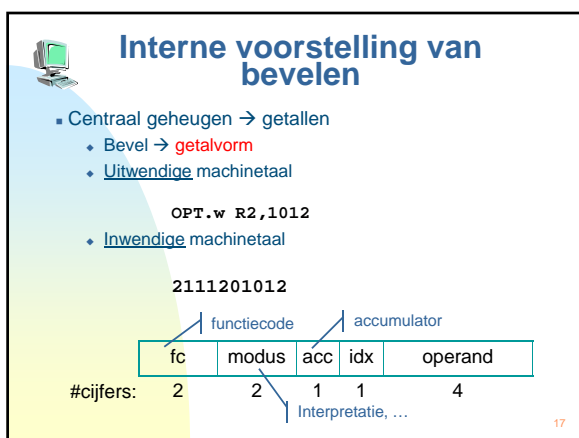 Interne voorstelling van
bevelen
Centraal geheugen → getallen
Bevel → getalvorm
Uitwendige machinetaal
OPT.w R2,1012
Inwendige machinetaal
2111201012
functiecode accumulator
fc modus acc idx operand
#cijfers: 2 2 1 1 4
Interpretatie, …
17